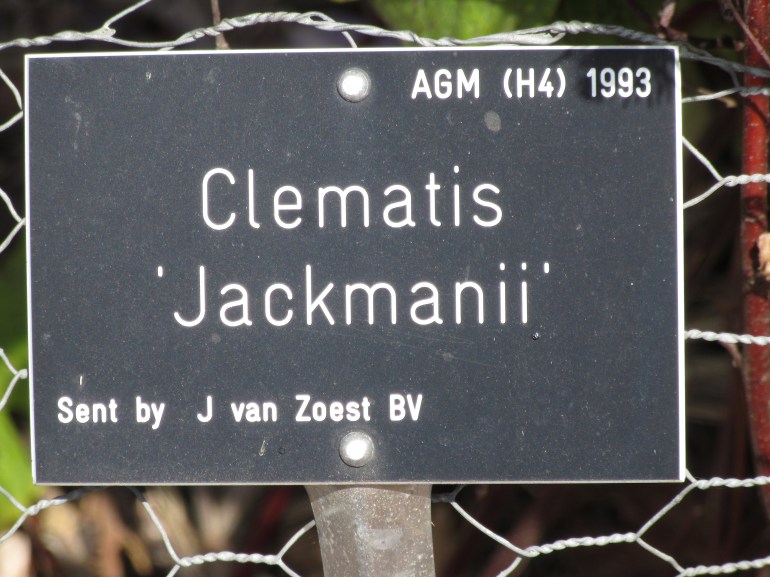 AGM (H4) 1993
Clematis
'Jackmanii'
Sent by J van Zoest BV